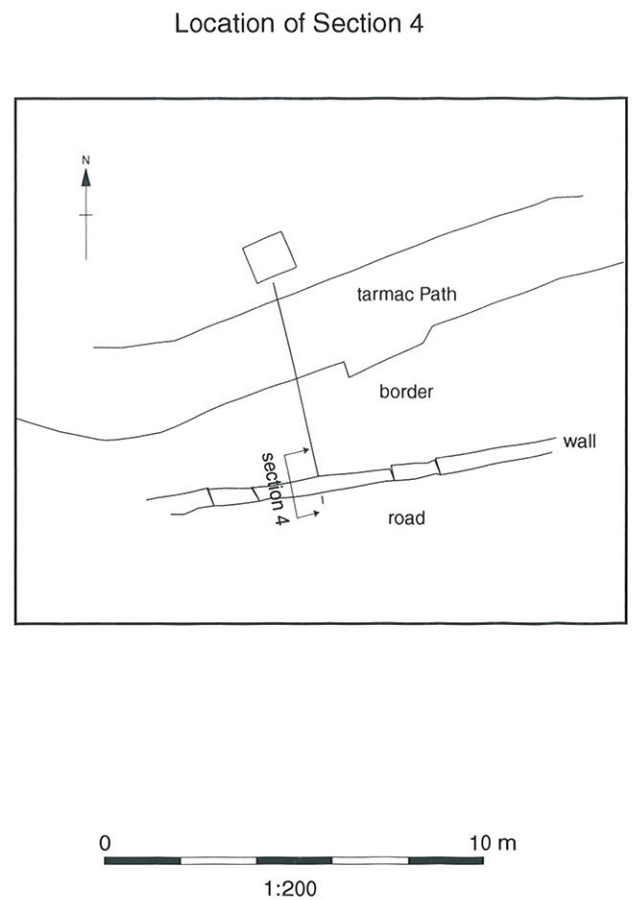 Location of Section 4
N
tarmac Path
border
wall
section 4
road
0 10 m
1:200